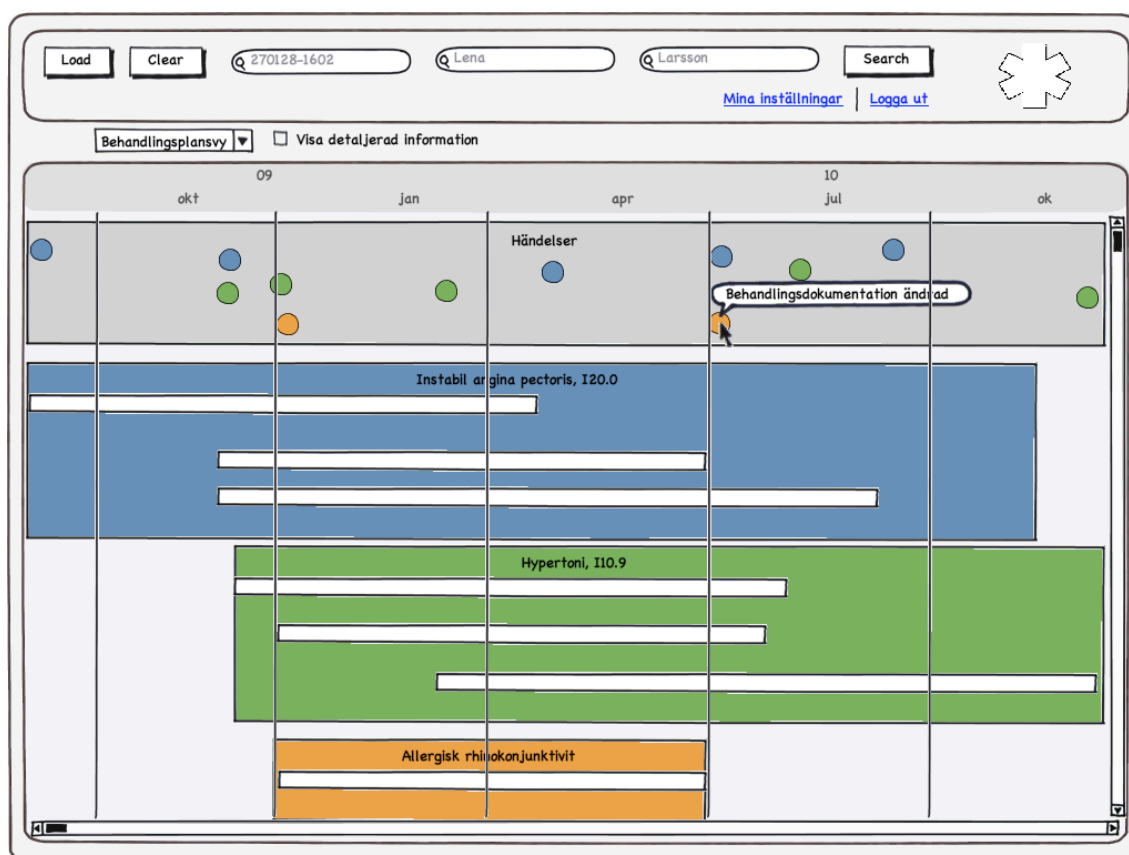 Load Clear 270128-1602 Lena Larsson Search
Mina inställningar Logga ut
Behandlingsplansvy Visa detaljerad information
09 10
okt jan apr jul ok
Händelser
Behandlingsdokumentation ändrad
Instabil angina pectoris, I20.0
Hypertoni, I10.9
Allergisk rhinokonjunktivit